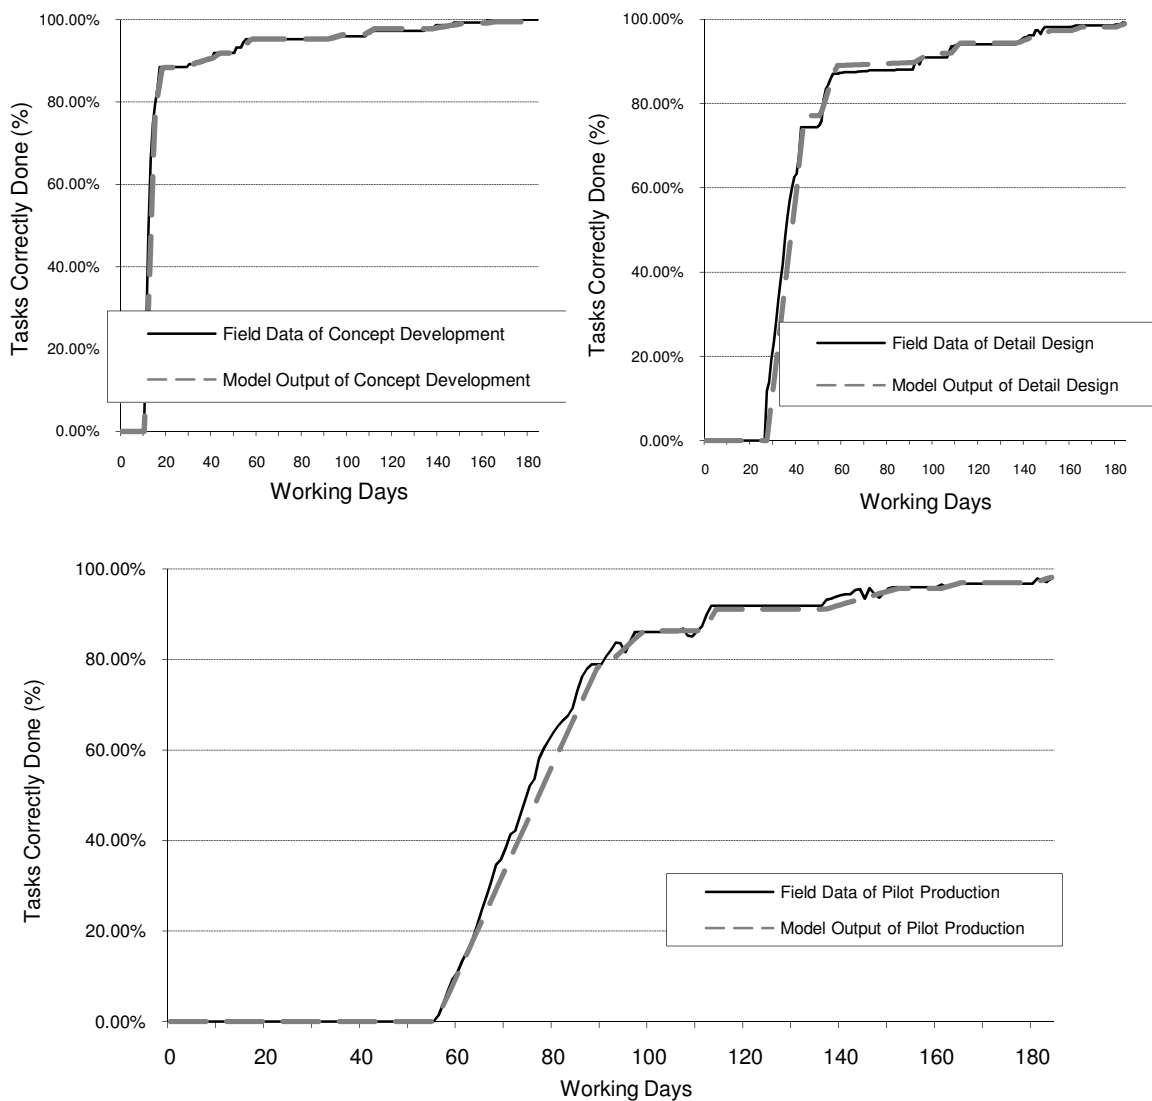 Tasks Correctly Done (%)
100.00%
80.00%
60.00%
40.00%
20.00%
0.00%
Field Data of Concept Development
Model Output of Concept Development
0 20 40 60 80 100 120 140 160 180
Working Days
Tasks Correctly Done (%)
100.00%
80.00%
60.00%
40.00%
20.00%
0.00%
Field Data of Detail Design
Model Output of Detail Design
0 20 40 60 80 100 120 140 160 180
Working Days
Tasks Correctly Done (%)
100.00%
80.00%
60.00%
40.00%
20.00%
0.00%
Field Data of Pilot Production
Model Output of Pilot Production
0 20 40 60 80 100 120 140 160 180
Working Days